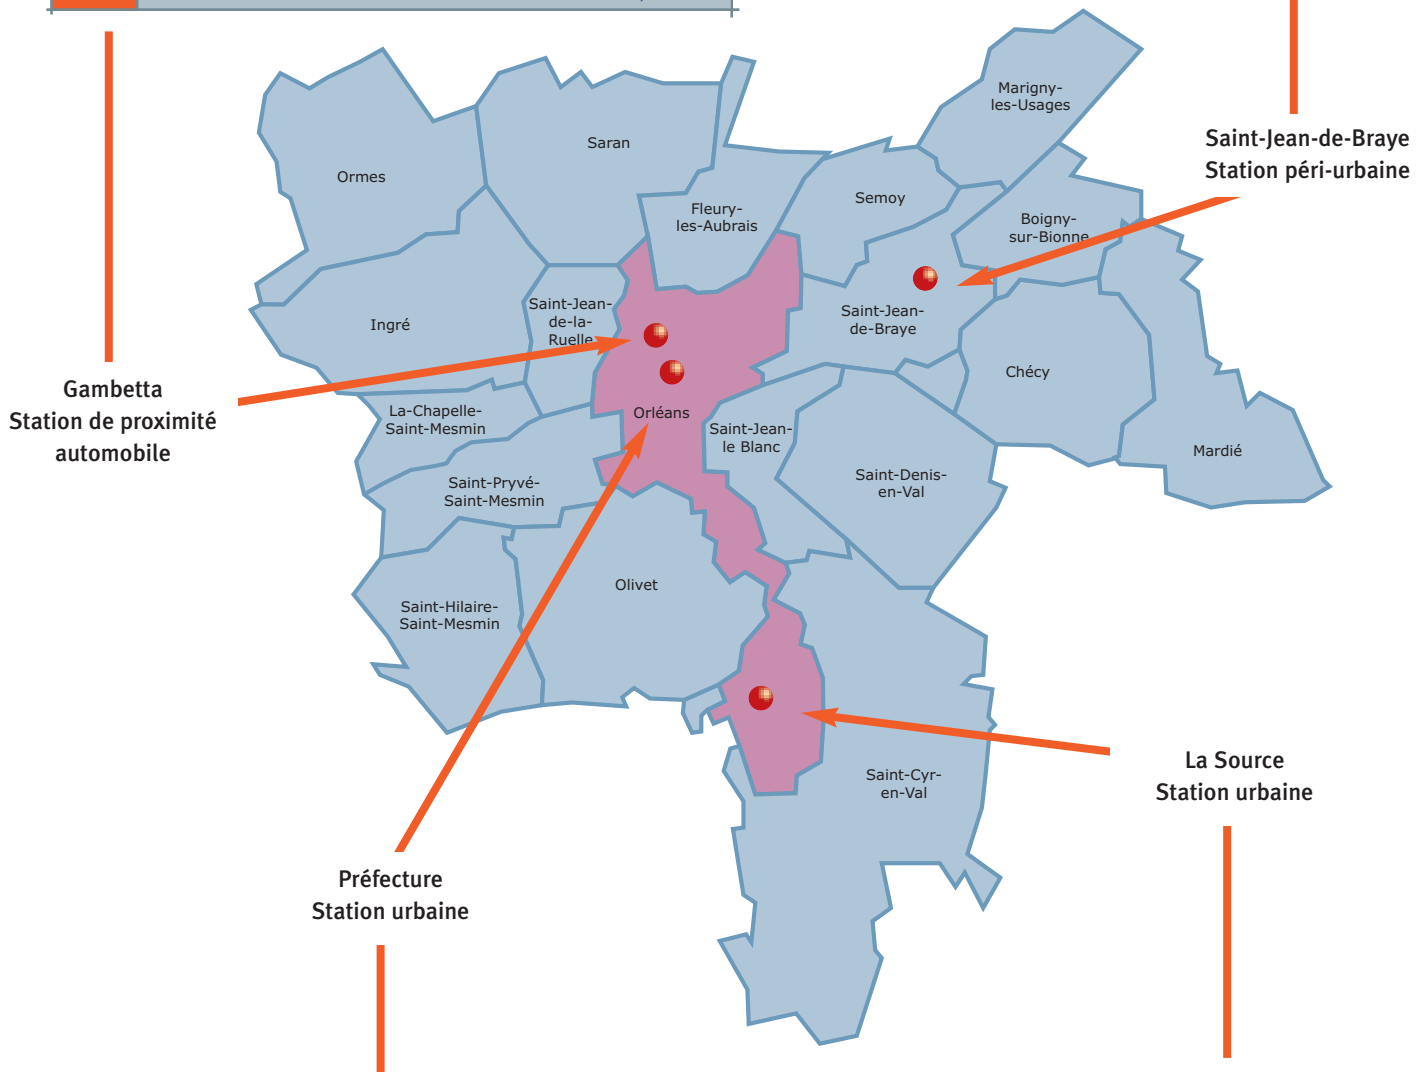 Marigny-
les-Usages
Saint-Jean-de-Braye
Station péri-urbaine
Saran
Ormes
Semoy
Fleury-
les-Aubrais
Boigny-
sur-Bionne
Saint-Jean-
de-la-
Ruelle
Ingré
Saint-Jean-
de-Braye
Chécy
Gambetta
Station de proximité
automobile
La-Chapelle-
Saint-Mesmin
Orléans
Saint-Jean-
le Blanc
Mardié
Saint-Pryvé-
Saint-Mesmin
Saint-Denis-
en-Val
Olivet
Saint-Hilaire-
Saint-Mesmin
La Source
Station urbaine
Saint-Cyr-
en-Val
Préfecture
Station urbaine